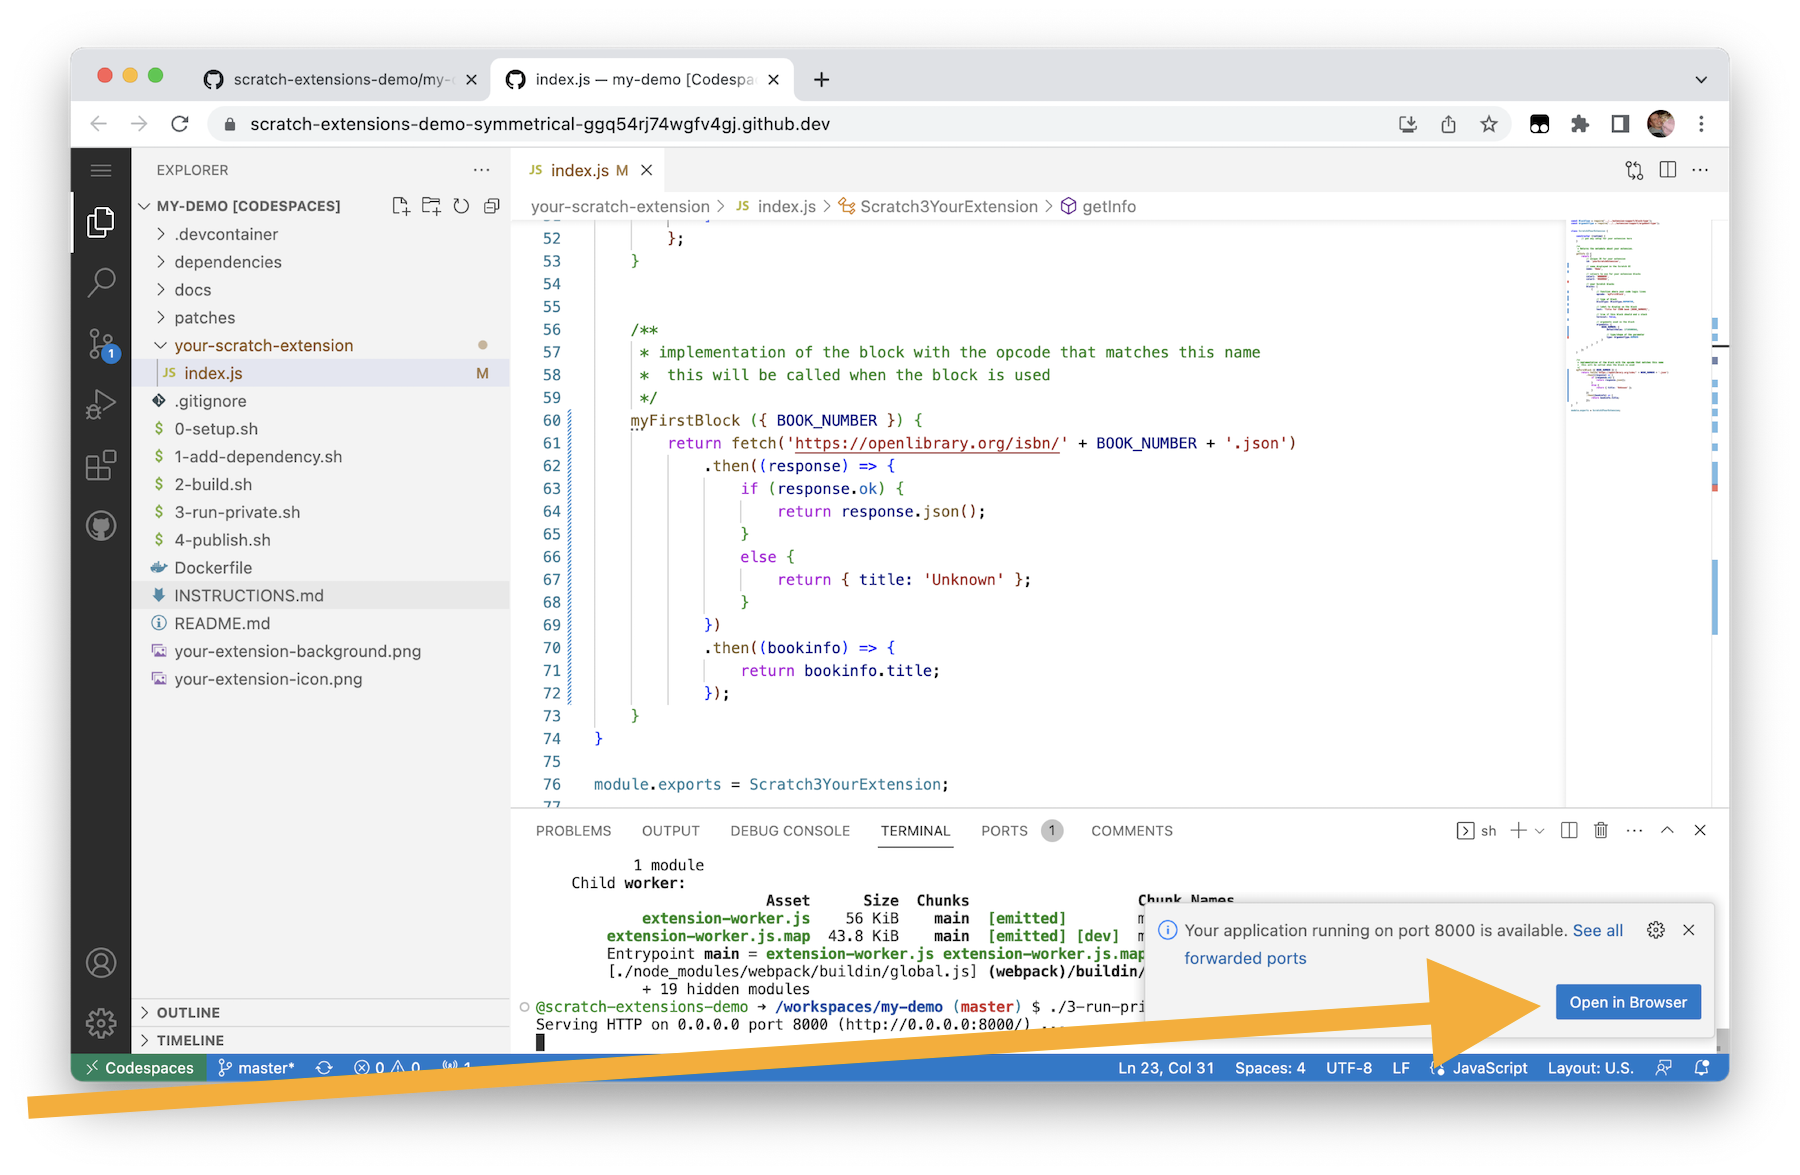 scratch-extensions-demo/my-
index.js — my-demo [Codespa
scratch-extensions-demo-symmetrical-ggq54rj74wgfv4gj.github.dev
EXPLORER
MY-DEMO [CODESPACES]
.devcontainer
dependencies
docs
patches
your-scratch-extension
JS index.js M
.gitignore
$ 0-setup.sh
$ 1-add-dependency.sh
$ 2-build.sh
$ 3-run-private.sh
$ 4-publish.sh
Dockerfile
INSTRUCTIONS.md
README.md
your-extension-background.png
your-extension-icon.png
OUTLINE
TIMELINE
1
JS index.js M
your-scratch-extension > JS index.js > Scratch3YourExtension > getInfo
52 };
53 }
54
55
56 /**
57 * implementation of the block with the opcode that matches this name
58 * this will be called when the block is used
59 */
60 myFirstBlock ({ BOOK_NUMBER }) {
61 return fetch('https://openlibrary.org/isbn/' + BOOK_NUMBER + '.json')
62 .then((response) => {
63 if (response.ok) {
64 return response.json();
65 }
66 else {
67 return { title: 'Unknown' };
68 }
69 })
70 .then((bookinfo) => {
71 return bookinfo.title;
72 });
73 }
74 }
75
76 module.exports = Scratch3YourExtension;
77
PROBLEMS OUTPUT DEBUG CONSOLE TERMINAL PORTS 1 COMMENTS
sh
1 module
Child worker:
Asset Size Chunks Chunk Names
extension-worker.js 56 KiB main [emitted] m
extension-worker.js.map 43.8 KiB main [emitted] [dev] m
Entrypoint main = extension-worker.js extension-worker.js.map
[./node_modules/webpack/buildin/global.js] (webpack)/buildin/
+ 19 hidden modules
@scratch-extensions-demo → /workspaces/my-demo (master) $ ./3-run-pri
Serving HTTP on 0.0.0.0 port 8000 (http://0.0.0.0:8000/) ...
Your application running on port 8000 is available. See all
forwarded ports
Open in Browser
Codespaces master* 0 0 1 Ln 23, Col 31 Spaces: 4 UTF-8 LF JavaScript Layout: U.S.